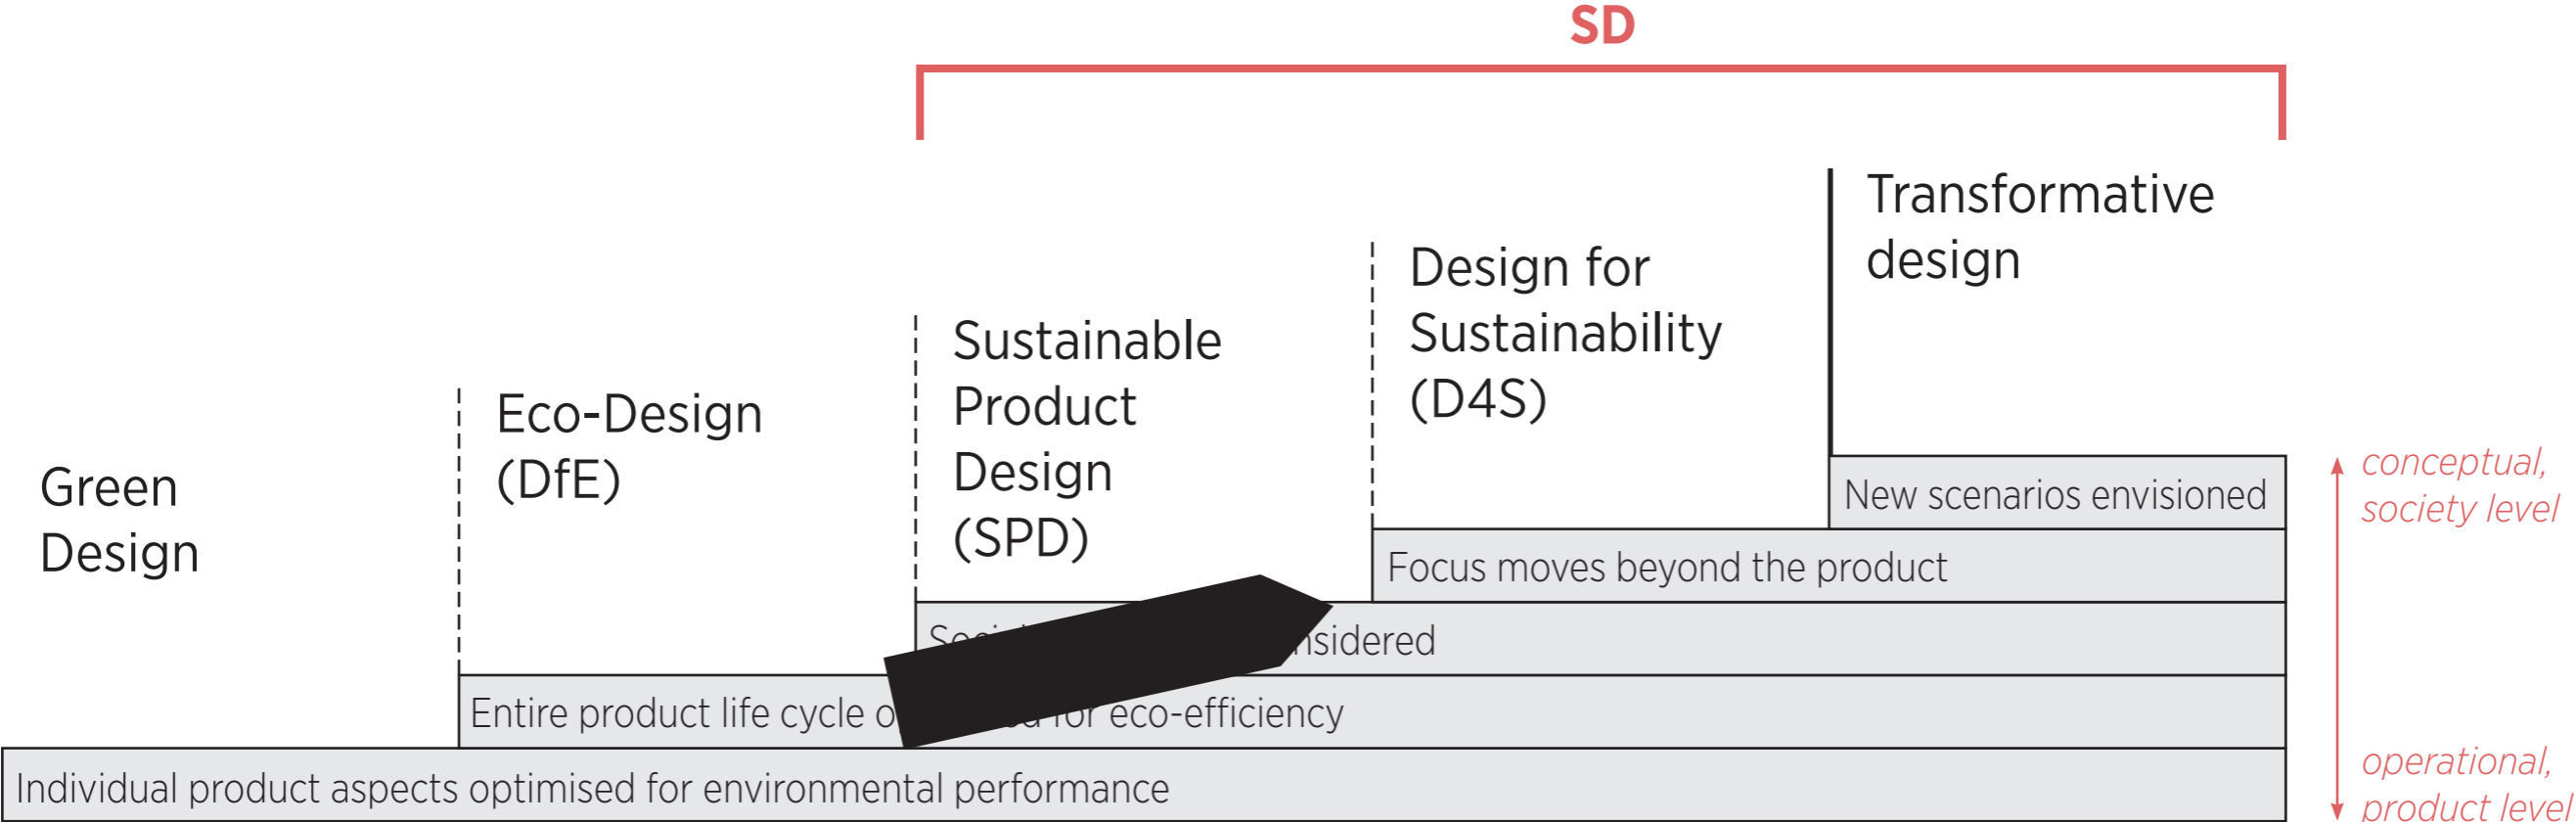 SD
Transformative
design
Design for
Sustainability
(D4S)
Sustainable
Product
Design
(SPD)
Eco-Design
(DfE)
Green
Design
New scenarios envisioned
Focus moves beyond the product
Entire product life cycle for eco-efficiency
Individual product aspects optimised for environmental performance
conceptual,
society level
operational,
product level